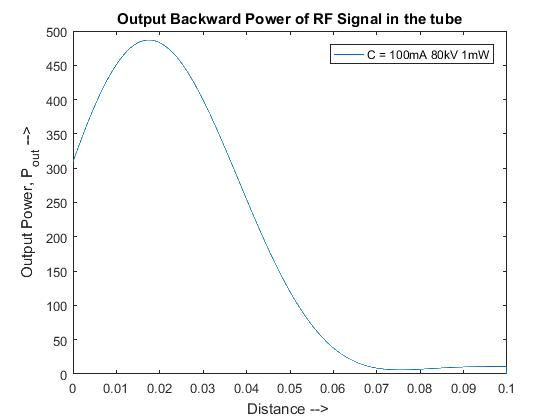 Output Backward Power of RF Signal in the tube
C = 100mA 80kV 1mW
Output Power, P_out -->
500
450
400
350
300
250
200
150
100
50
0
0 0.01 0.02 0.03 0.04 0.05 0.06 0.07 0.08 0.09 0.1
Distance -->